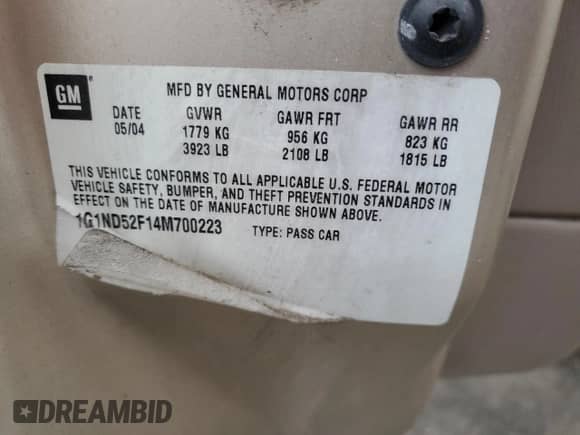 GM ®
MFD BY GENERAL MOTORS CORP
DATE GVWR GAWR FRT GAWR RR
05/04 1779 KG 956 KG 823 KG
3923 LB 2108 LB 1815 LB
THIS VEHICLE CONFORMS TO ALL APPLICABLE U.S. FEDERAL MOTOR
VEHICLE SAFETY, BUMPER, AND THEFT PREVENTION STANDARDS IN
EFFECT ON THE DATE OF MANUFACTURE SHOWN ABOVE.
1G1ND52F14M700223 TYPE: PASS CAR
DREAMBID